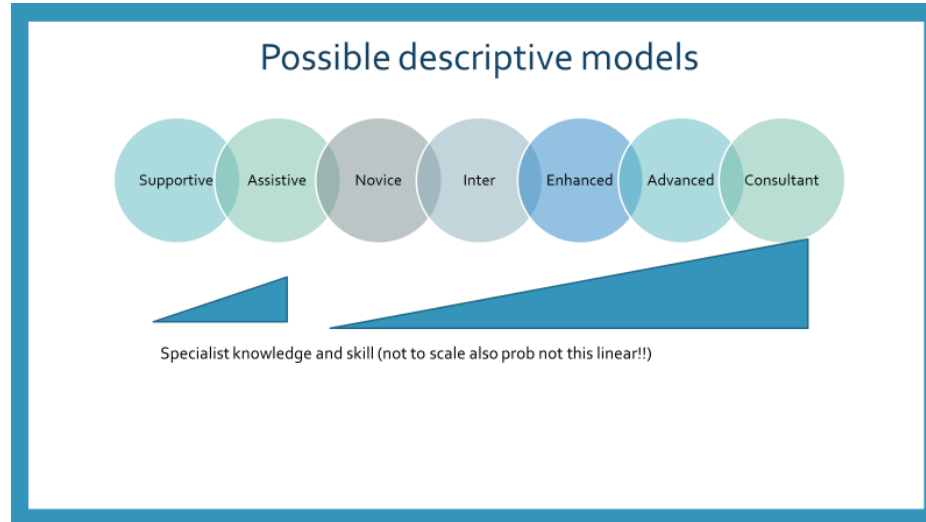 Possible descriptive models
Supportive Assistive Novice Inter Enhanced Advanced Consultant
Specialist knowledge and skill (not to scale also prob not this linear!!)